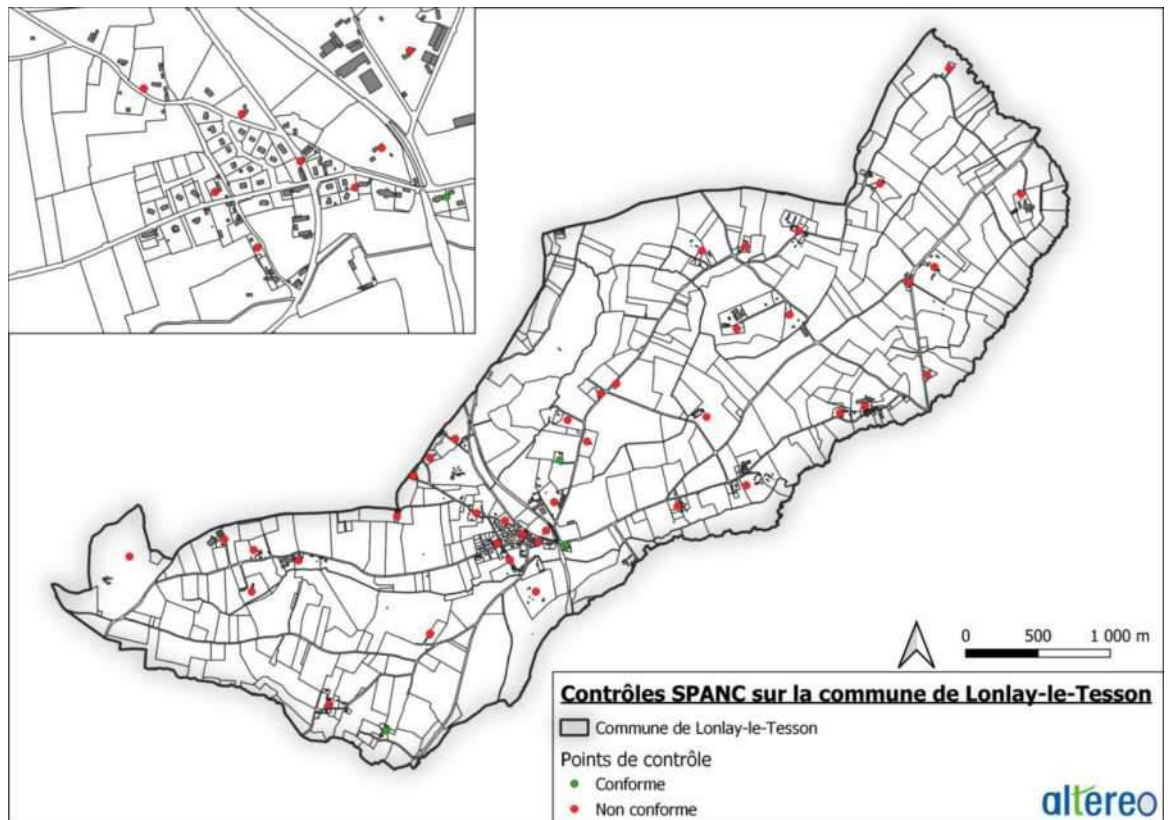 0 500 1 000 m
Contrôles SPANC sur la commune de Lonlay-le-Tesson
Commune de Lonlay-le-Tesson
Points de contrôle
Conforme
Non conforme
altereo